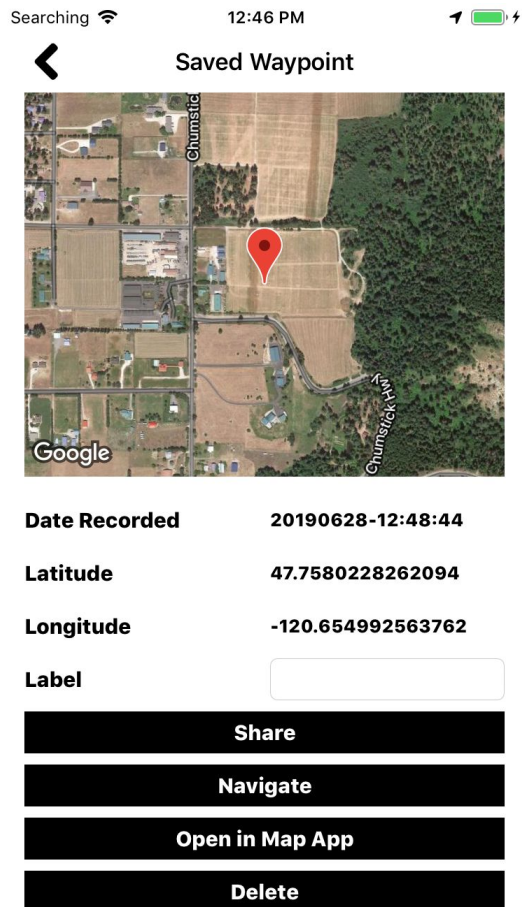 Searching 12:46 PM
Saved Waypoint
Chumstic
Chumstick Hwy
Google
Date Recorded 20190628-12:48:44
Latitude 47.7580228262094
Longitude -120.654992563762
Label
Share
Navigate
Open in Map App
Delete